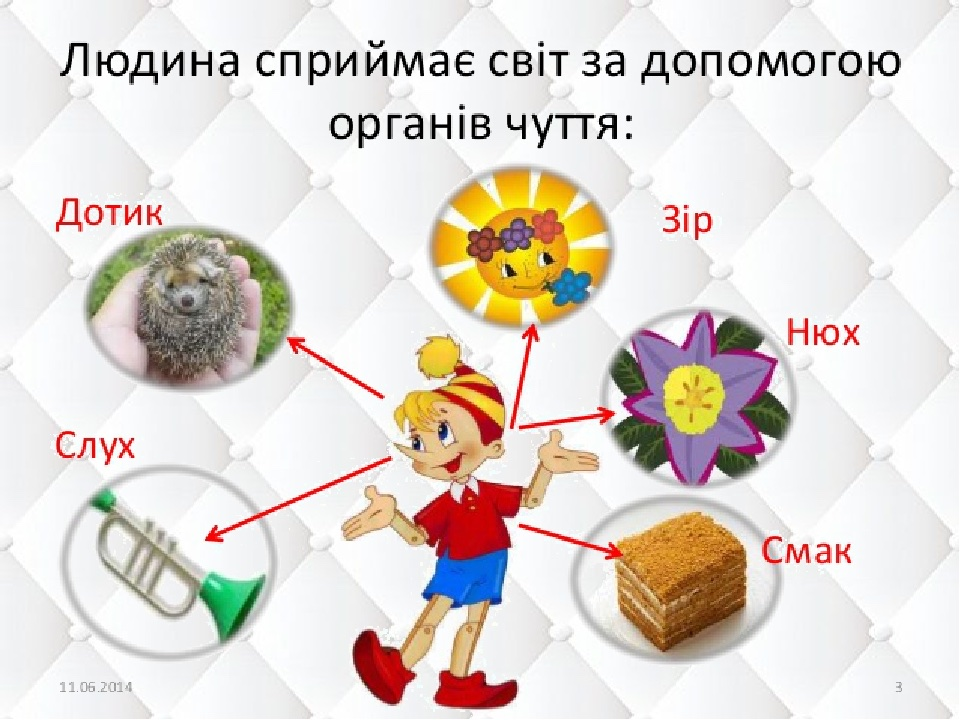 Людина сприймає світ за допомогою
органів чуття:
Дотик
Зір
Нюх
Слух
Смак
11.06.2014
3